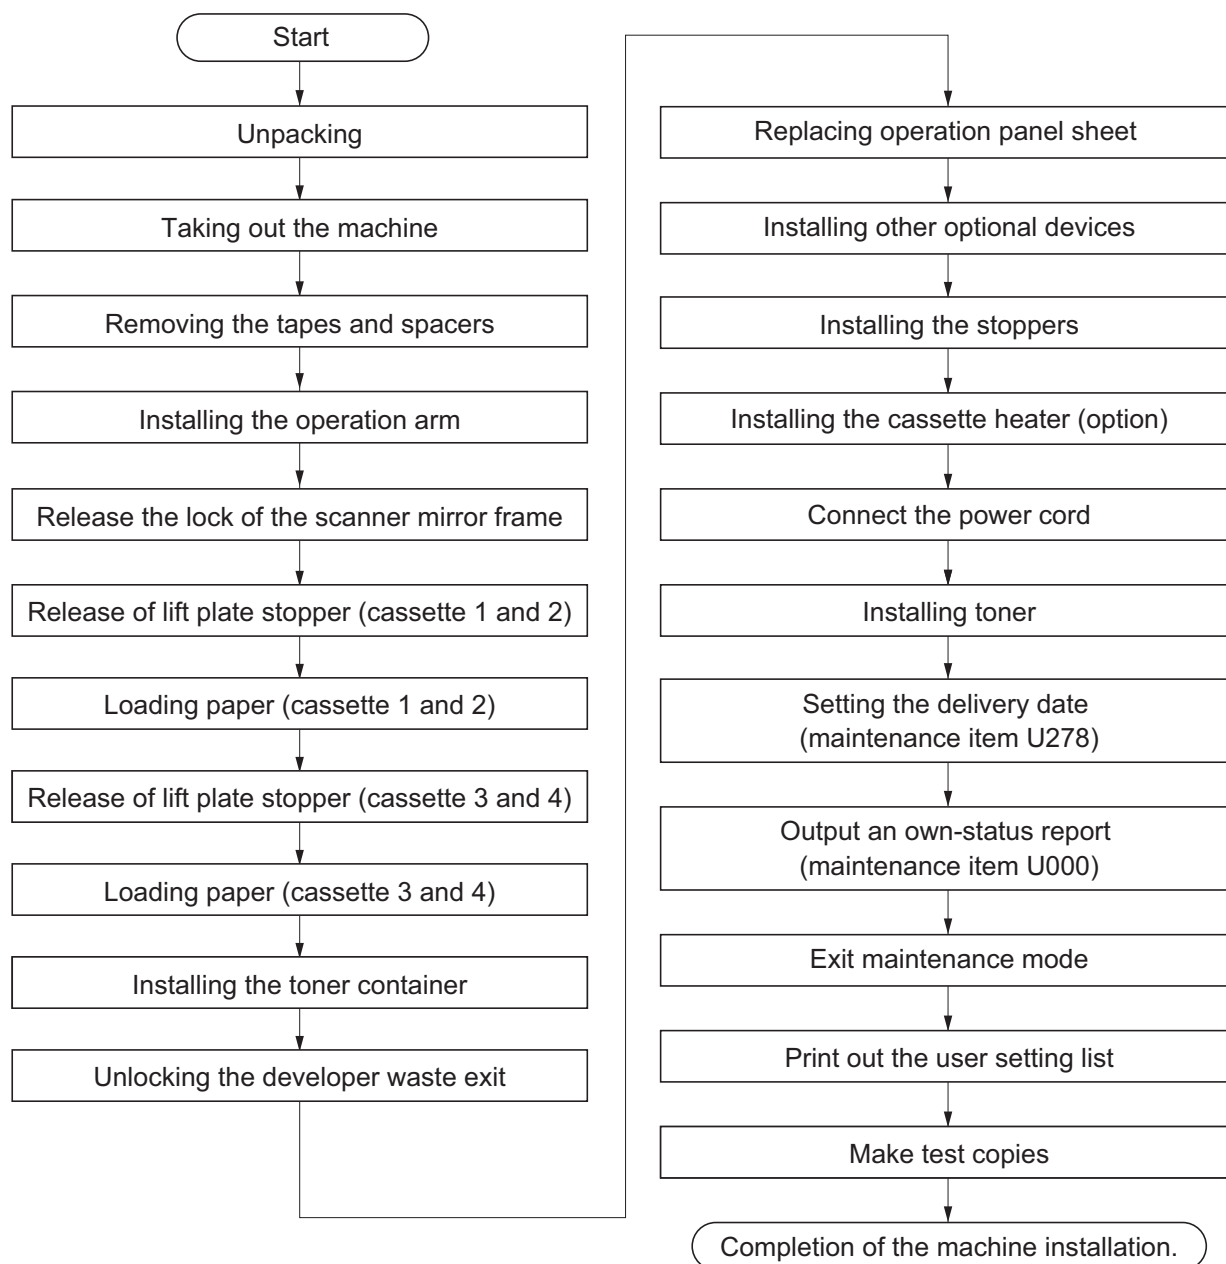 Start
Unpacking
Taking out the machine
Removing the tapes and spacers
Installing the operation arm
Release the lock of the scanner mirror frame
Release of lift plate stopper (cassette 1 and 2)
Loading paper (cassette 1 and 2)
Release of lift plate stopper (cassette 3 and 4)
Loading paper (cassette 3 and 4)
Installing the toner container
Unlocking the developer waste exit
Replacing operation panel sheet
Installing other optional devices
Installing the stoppers
Installing the cassette heater (option)
Connect the power cord
Installing toner
Setting the delivery date
(maintenance item U278)
Output an own-status report
(maintenance item U000)
Exit maintenance mode
Print out the user setting list
Make test copies
Completion of the machine installation.